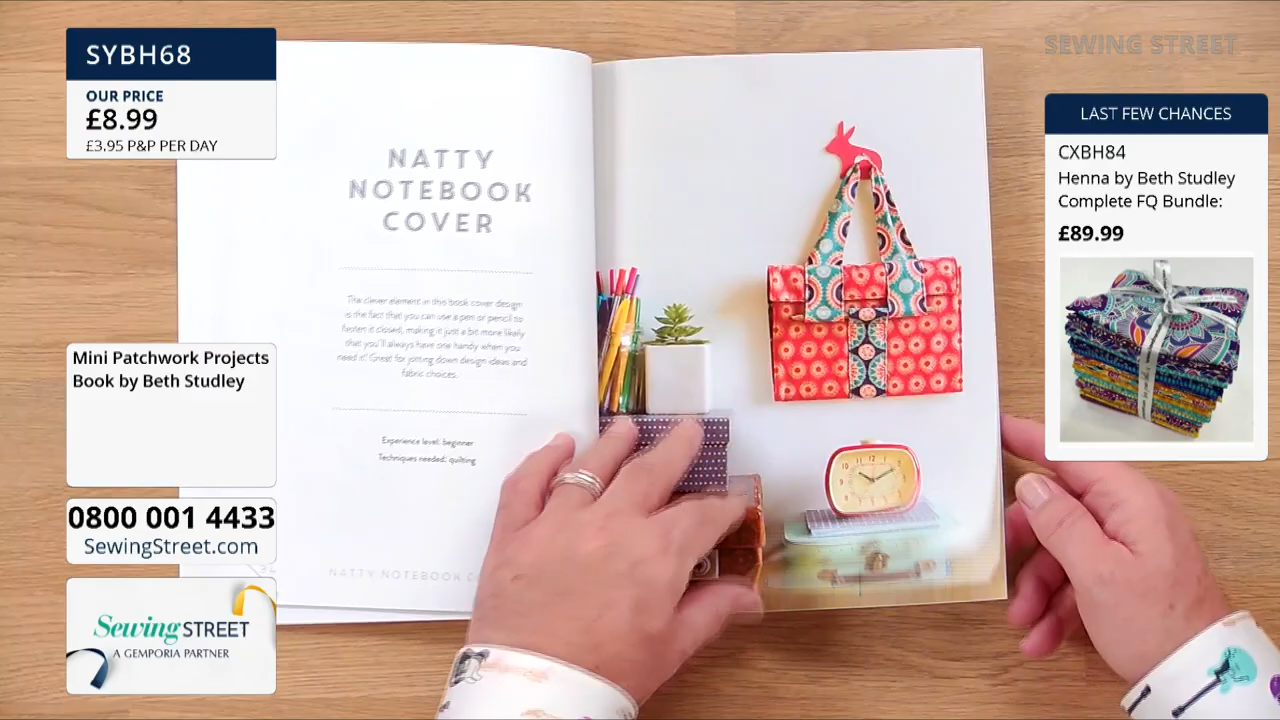 SYBH68
OUR PRICE
£8.99
£3.95 P&P PER DAY
Mini Patchwork Projects
Book by Beth Studley
0800 001 4433
SewingStreet.com
Sewing STREET
A GEMPORIA PARTNER
NATTY
NOTEBOOK
COVER
The clever element in this book cover design
is the fact that you can use a pen or pencil to
fasten it closed, making it just a bit more likely
that you'll always have one handy when you
need it! Great for jotting down design ideas and
fabric choices.
Experience level: beginner
Techniques needed: quilting
NATTY NOTEBOOK
SEWING STREET
LAST FEW CHANCES
CXBH84
Henna by Beth Studley
Complete FQ Bundle:
£89.99